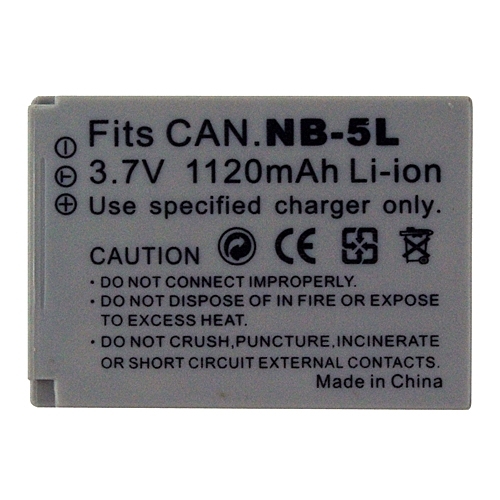 Fits CAN.NB-5L
3.7V 1120mAh Li-ion
Use specified charger only.
CAUTION CE
· DO NOT CONNECT IMPROPERLY.
· DO NOT DISPOSE OF IN FIRE OR EXPOSE
TO EXCESS HEAT.
· DO NOT CRUSH,PUNCTURE, INCINERATE
OR SHORT CIRCUIT EXTERNAL CONTACTS.
Made in China